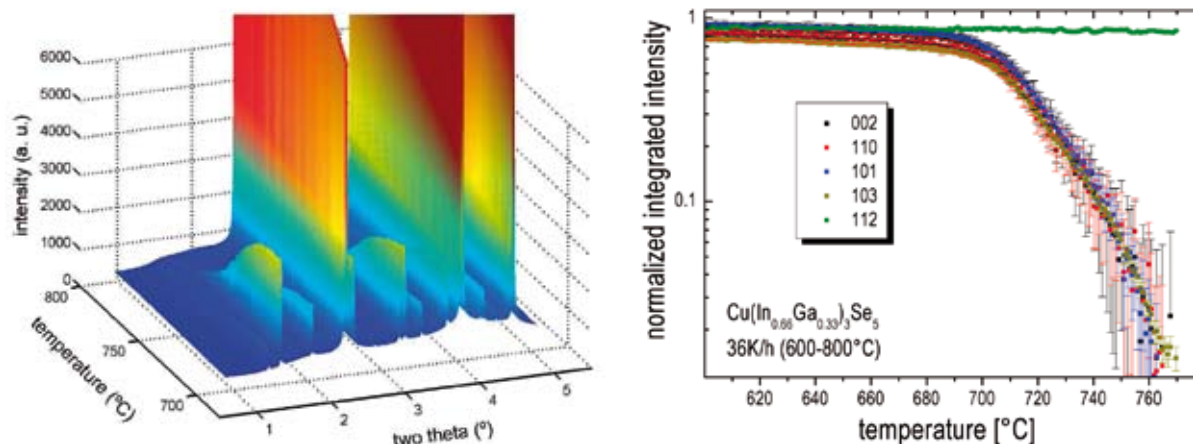 6000
5000
4000
3000
2000
1000
0
intensity (a. u.)
800
750
700
temperature (ºC)
1
2
3
4
5
two theta (º)
1
0.1
normalized integrated intensity
002
110
101
103
112
Cu(In0.66Ga0.33)3Se5
36K/h (600-800°C)
620 640 660 680 700 720 740 760
temperature [°C]